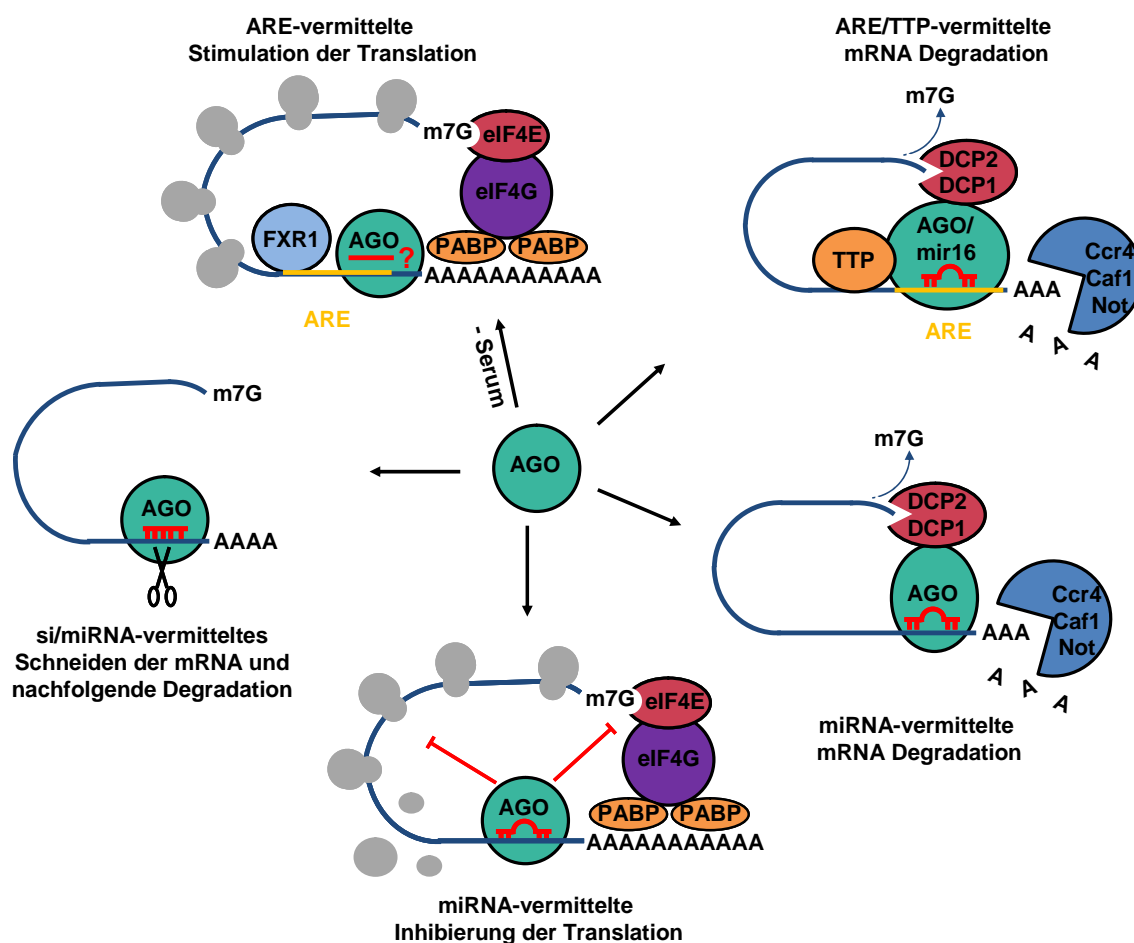 ARE-vermittelte
Stimulation der Translation
m7G
eIF4E
eIF4G
FXR1
AGO
?
PABP
PABP
AAAAAAAAAAAA
ARE
ARE/TTP-vermittelte
mRNA Degradation
m7G
DCP2
DCP1
AGO/
mir16
TTP
AAA
Ccr4
Caf1
Not
A
A
A
ARE
- Serum
AGO
m7G
AGO
AAAA
si/miRNA-vermitteltes
Schneiden der mRNA und
nachfolgende Degradation
m7G
DCP2
DCP1
AGO
AAA
Ccr4
Caf1
Not
A
A
A
miRNA-vermittelte
mRNA Degradation
m7G
eIF4E
eIF4G
AGO
PABP
PABP
AAAAAAAAAAAA
miRNA-vermittelte
Inhibierung der Translation